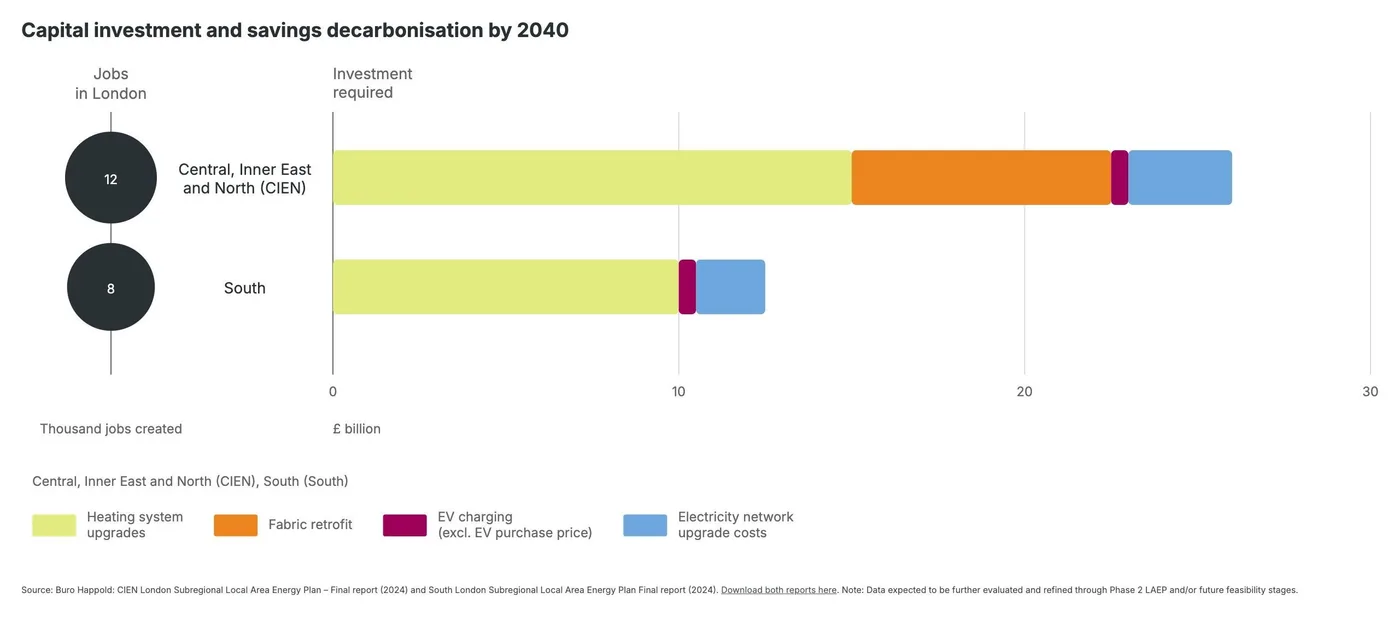 Capital investment and savings decarbonisation by 2040
Jobs
in London
Investment
required
12
Central, Inner East
and North (CIEN)
8
South
0
10
20
30
Thousand jobs created
£ billion
Central, Inner East and North (CIEN), South (South)
Heating system
upgrades
Fabric retrofit
EV charging
(excl. EV purchase price)
Electricity network
upgrade costs
Source: Buro Happold: CIEN London Subregional Local Area Energy Plan – Final report (2024) and South London Subregional Local Area Energy Plan Final report (2024). Download both reports here. Note: Data expected to be further evaluated and refined through Phase 2 LAEP and/or future feasibility stages.